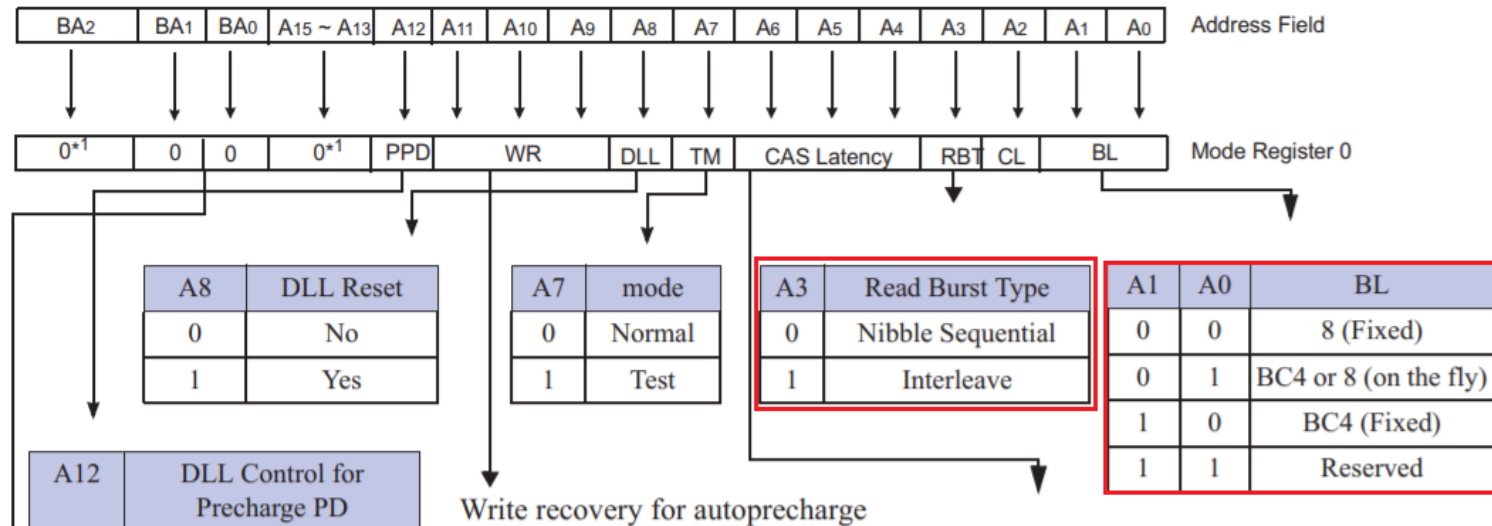 BA2 BA1 BA0 A15 ~ A13 A12 A11 A10 A9 A8 A7 A6 A5 A4 A3 A2 A1 A0 Address Field
0*1 0 0 0*1 PPD WR DLL TM CAS Latency RBT CL BL Mode Register 0
A8 DLL Reset
0 No
1 Yes
A7 mode
0 Normal
1 Test
A3 Read Burst Type
0 Nibble Sequential
1 Interleave
A1 A0 BL
0 0 8 (Fixed)
0 1 BC4 or 8 (on the fly)
1 0 BC4 (Fixed)
1 1 Reserved
A12 DLL Control for
Precharge PD
Write recovery for autoprecharge